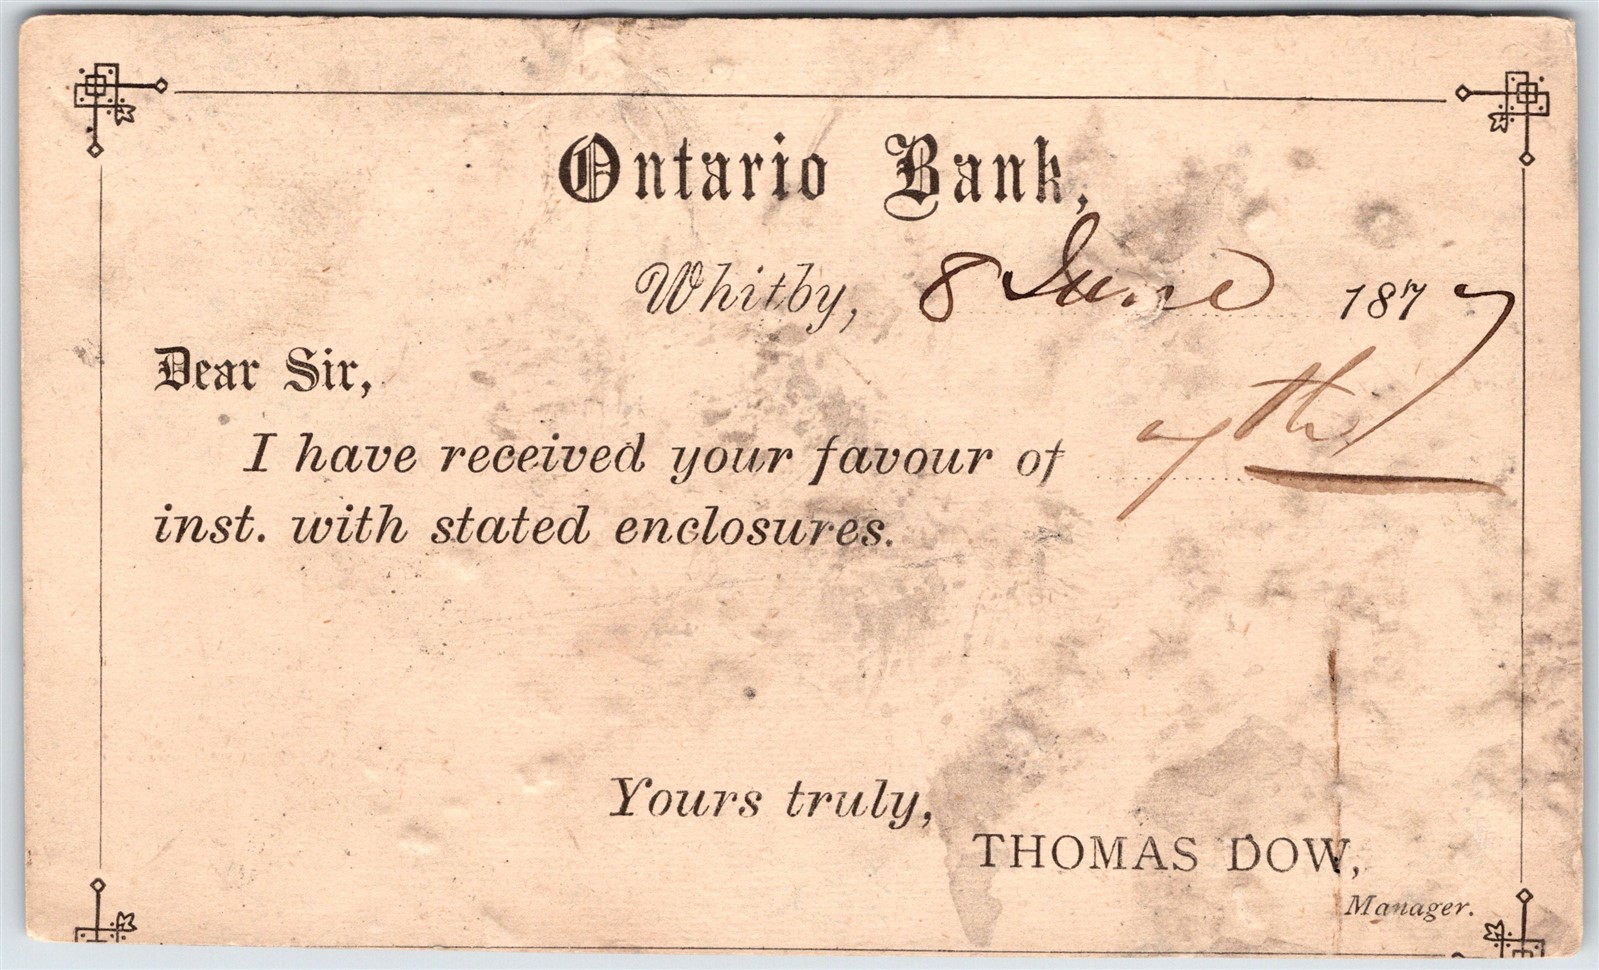 Ontario Bank,
Whitby, 8 June 1877
Dear Sir,
I have received your favour of 7th
inst. with stated enclosures.
Yours truly,
THOMAS DOW,
Manager.